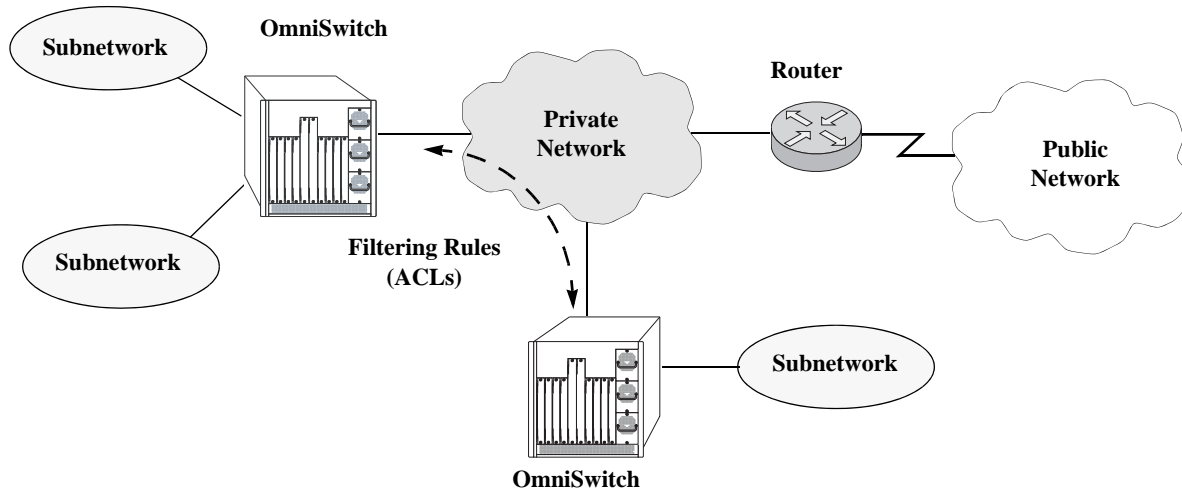 OmniSwitch
Subnetwork
Router
Private
Network
Public
Network
Subnetwork
Filtering Rules
(ACLs)
Subnetwork
OmniSwitch